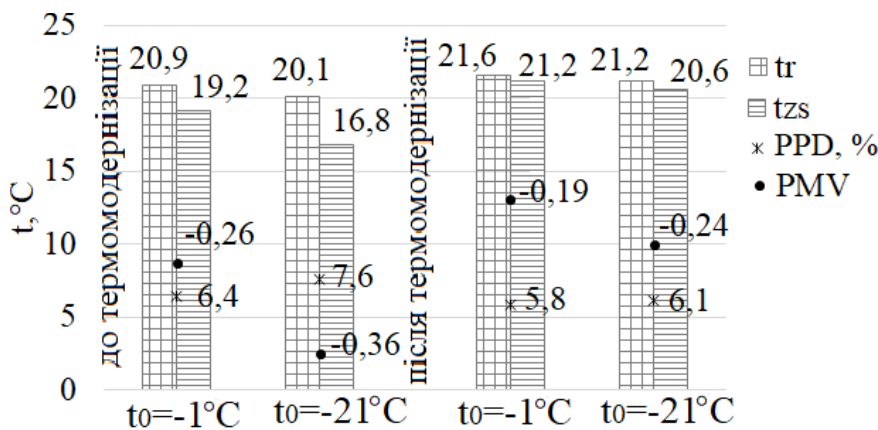 t,°C
25
20
15
10
5
0
до термомодернізації
20,9
19,2
-0,26
6,4
t0=-1°C
20,1
16,8
7,6
-0,36
t0=-21°C
після термомодернізації
21,6
21,2
-0,19
5,8
t0=-1°C
21,2
20,6
-0,24
6,1
t0=-21°C
tr
tzs
PPD, %
PMV